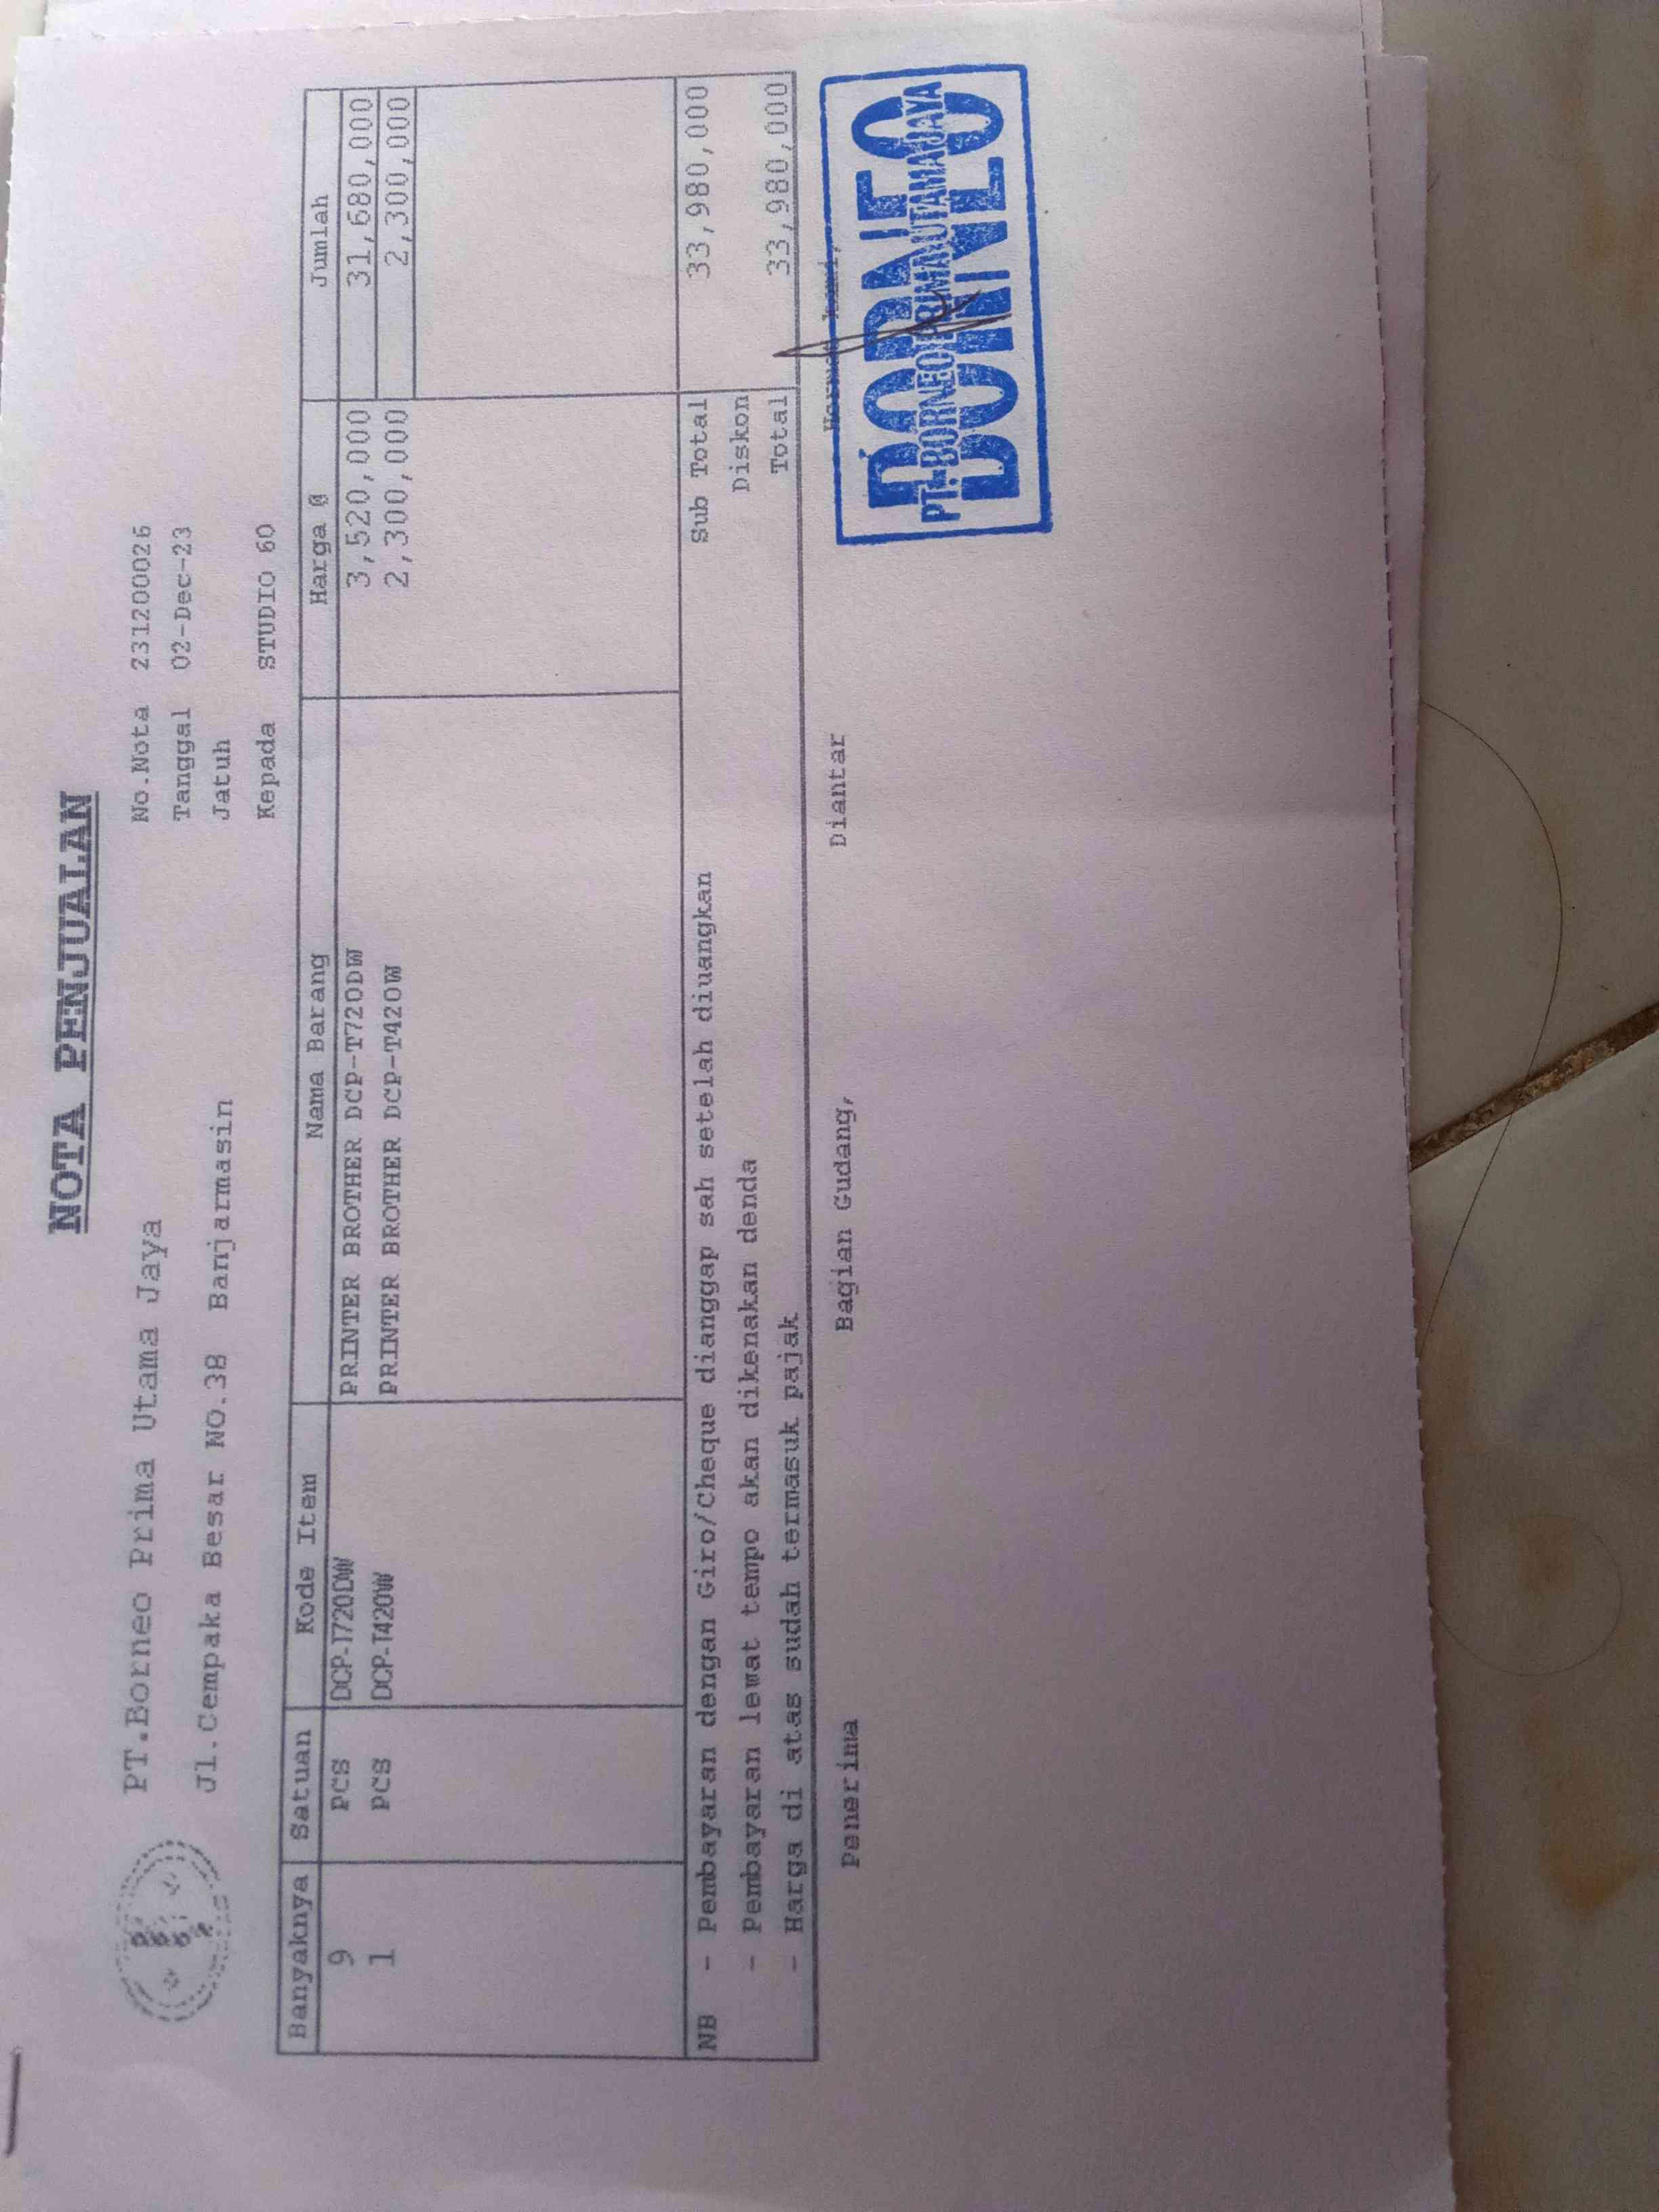 NOTA PENJUALAN
PT.Borneo Prima Utama Jaya
Jl.Cempaka Besar NO.3B Banjarmasin
No.Nota 231200026
Tanggal 02-Dec-23
Jatuh
Kepada STUDIO 60
Banyaknya Satuan Kode Item Nama Barang Harga @ Jumlah
9 PCS DCP-T720DW PRINTER BROTHER DCP-T720DW 3,520,000 31,680,000
1 PCS DCP-T420W PRINTER BROTHER DCP-T420W 2,300,000 2,300,000
NB - Pembayaran dengan Giro/Cheque dianggap sah setelah diuangkan Sub Total 33,980,000
- Pembayaran lewat tempo akan dikenakan denda Diskon
- Harga di atas sudah termasuk pajak Total 33,980,000
Penerima Bagian Gudang, Diantar Hormat kami,
BORNEO
PT. BORNEO PRIMA UTAMA JAYA
BORNEO